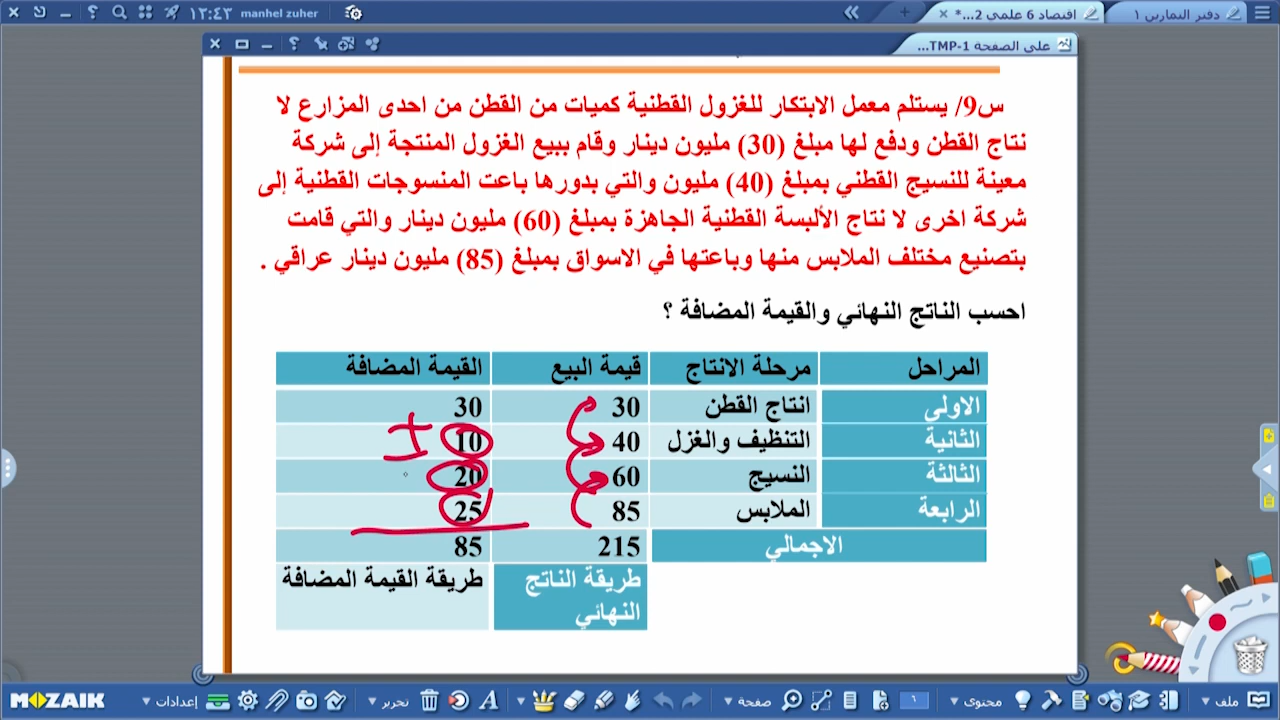 ١٢:٤٣ manhel zuher
اقتصاد 6 علمي 2...*
دفتر التمارين ١
على الصفحة TMP-1...
س9/ يستلم معمل الابتكار للغزول القطنية كميات من القطن من احدى المزارع لا
نتاج القطن ودفع لها مبلغ (30) مليون دينار وقام ببيع الغزول المنتجة إلى شركة
معينة للنسيج القطني بمبلغ (40) مليون والتي بدورها باعت المنسوجات القطنية إلى
شركة اخرى لا نتاج الألبسة القطنية الجاهزة بمبلغ (60) مليون دينار والتي قامت
بتصنيع مختلف الملابس منها وباعتها في الاسواق بمبلغ (85) مليون دينار عراقي .
احسب الناتج النهائي والقيمة المضافة ؟
المراحل مرحلة الانتاج قيمة البيع القيمة المضافة
الاولى انتاج القطن 30 30
الثانية التنظيف والغزل 40 10
الثالثة النسيج 60 20
الرابعة الملابس 85 25
الاجمالي 215 85
طريقة الناتج النهائي طريقة القيمة المضافة
ملف محتوى ٦ صفحة تحرير إعدادات MOZAIK